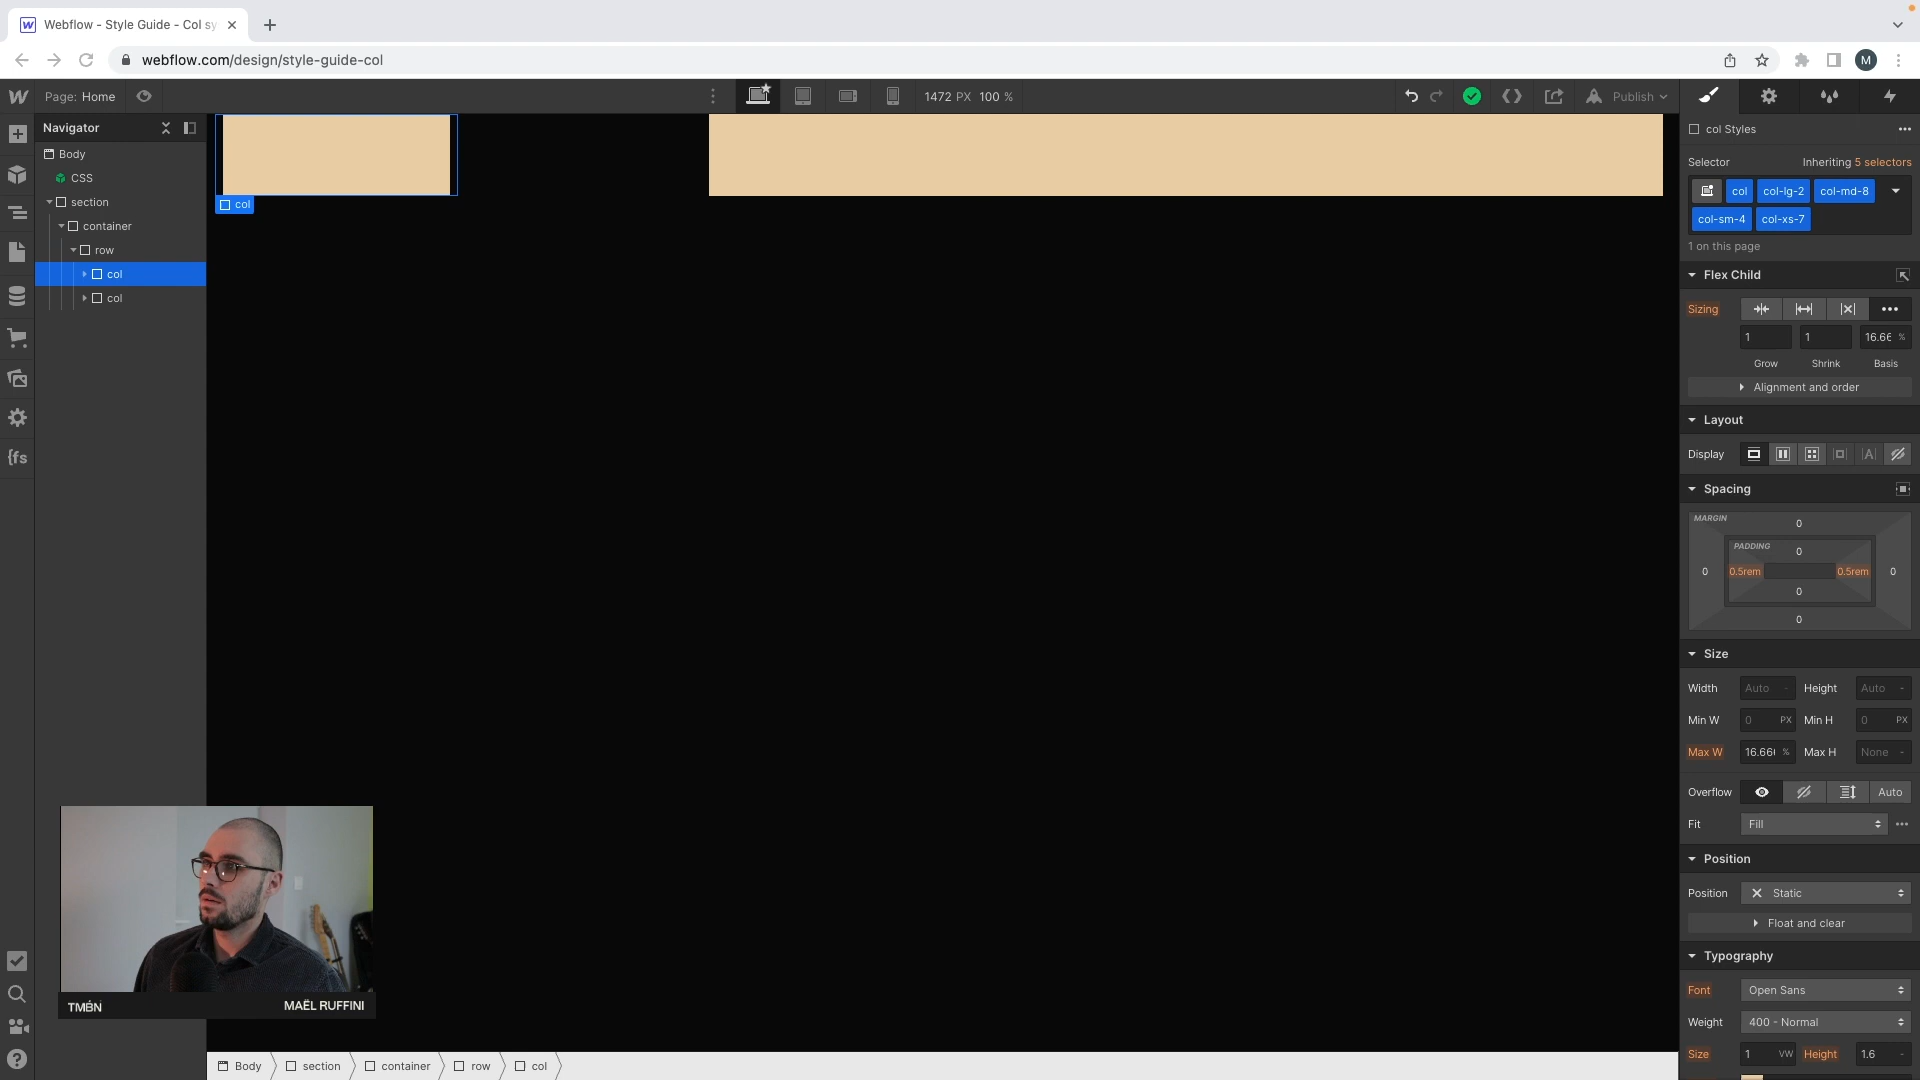 Webflow - Style Guide - Col sy
webflow.com/design/style-guide-col
M
Page: Home
1472 PX 100 %
Publish
Navigator
Body
CSS
section
container
row
col
col
col
{fs
col Styles
Selector
Inheriting 5 selectors
col
col-lg-2
col-md-8
col-sm-4
col-xs-7
1 on this page
Flex Child
Sizing
1
1
16.66 %
Grow
Shrink
Basis
Alignment and order
Layout
Display
Spacing
MARGIN
0
PADDING
0
0
0.5rem
0.5rem
0
0
0
Size
Width
Auto -
Height
Auto -
Min W
0 PX
Min H
0 PX
Max W
16.66 %
Max H
None -
Overflow
Auto
Fit
Fill
Position
Position
Static
Float and clear
Typography
Font
Open Sans
Weight
400 - Normal
Size
1 VW
Height
1.6 -
TMBN
MAËL RUFFINI
Body
section
container
row
col